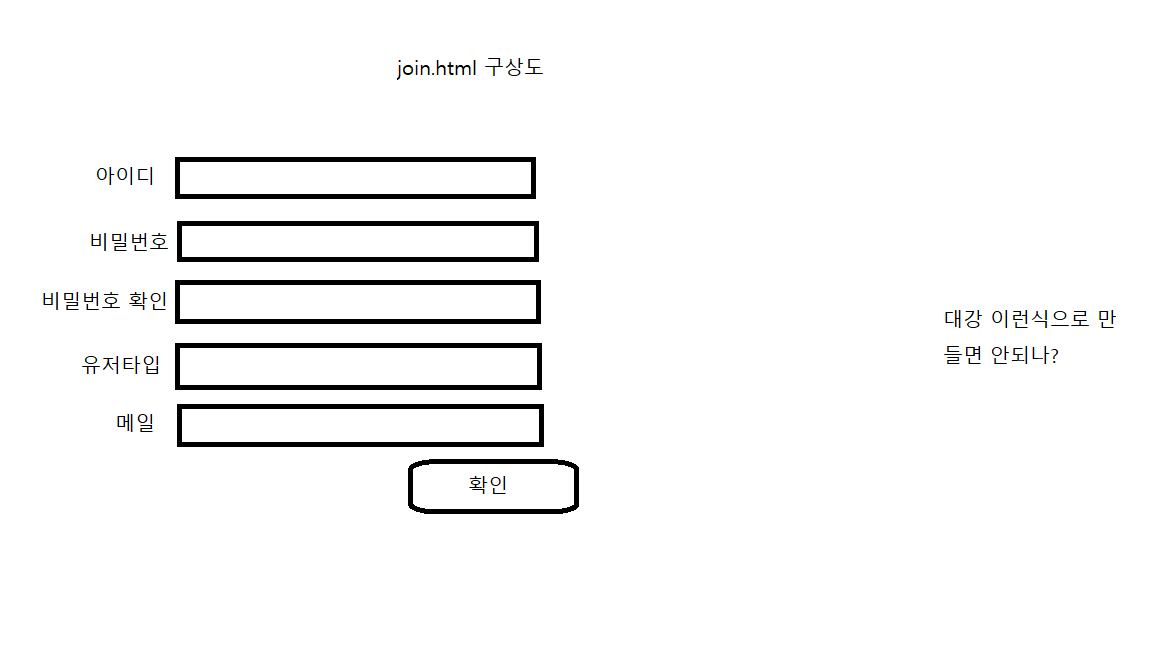 join.html 구상도
아이디
비밀번호
비밀번호 확인
유저타입
메일
확인
대강 이런식으로 만
들면 안되나?